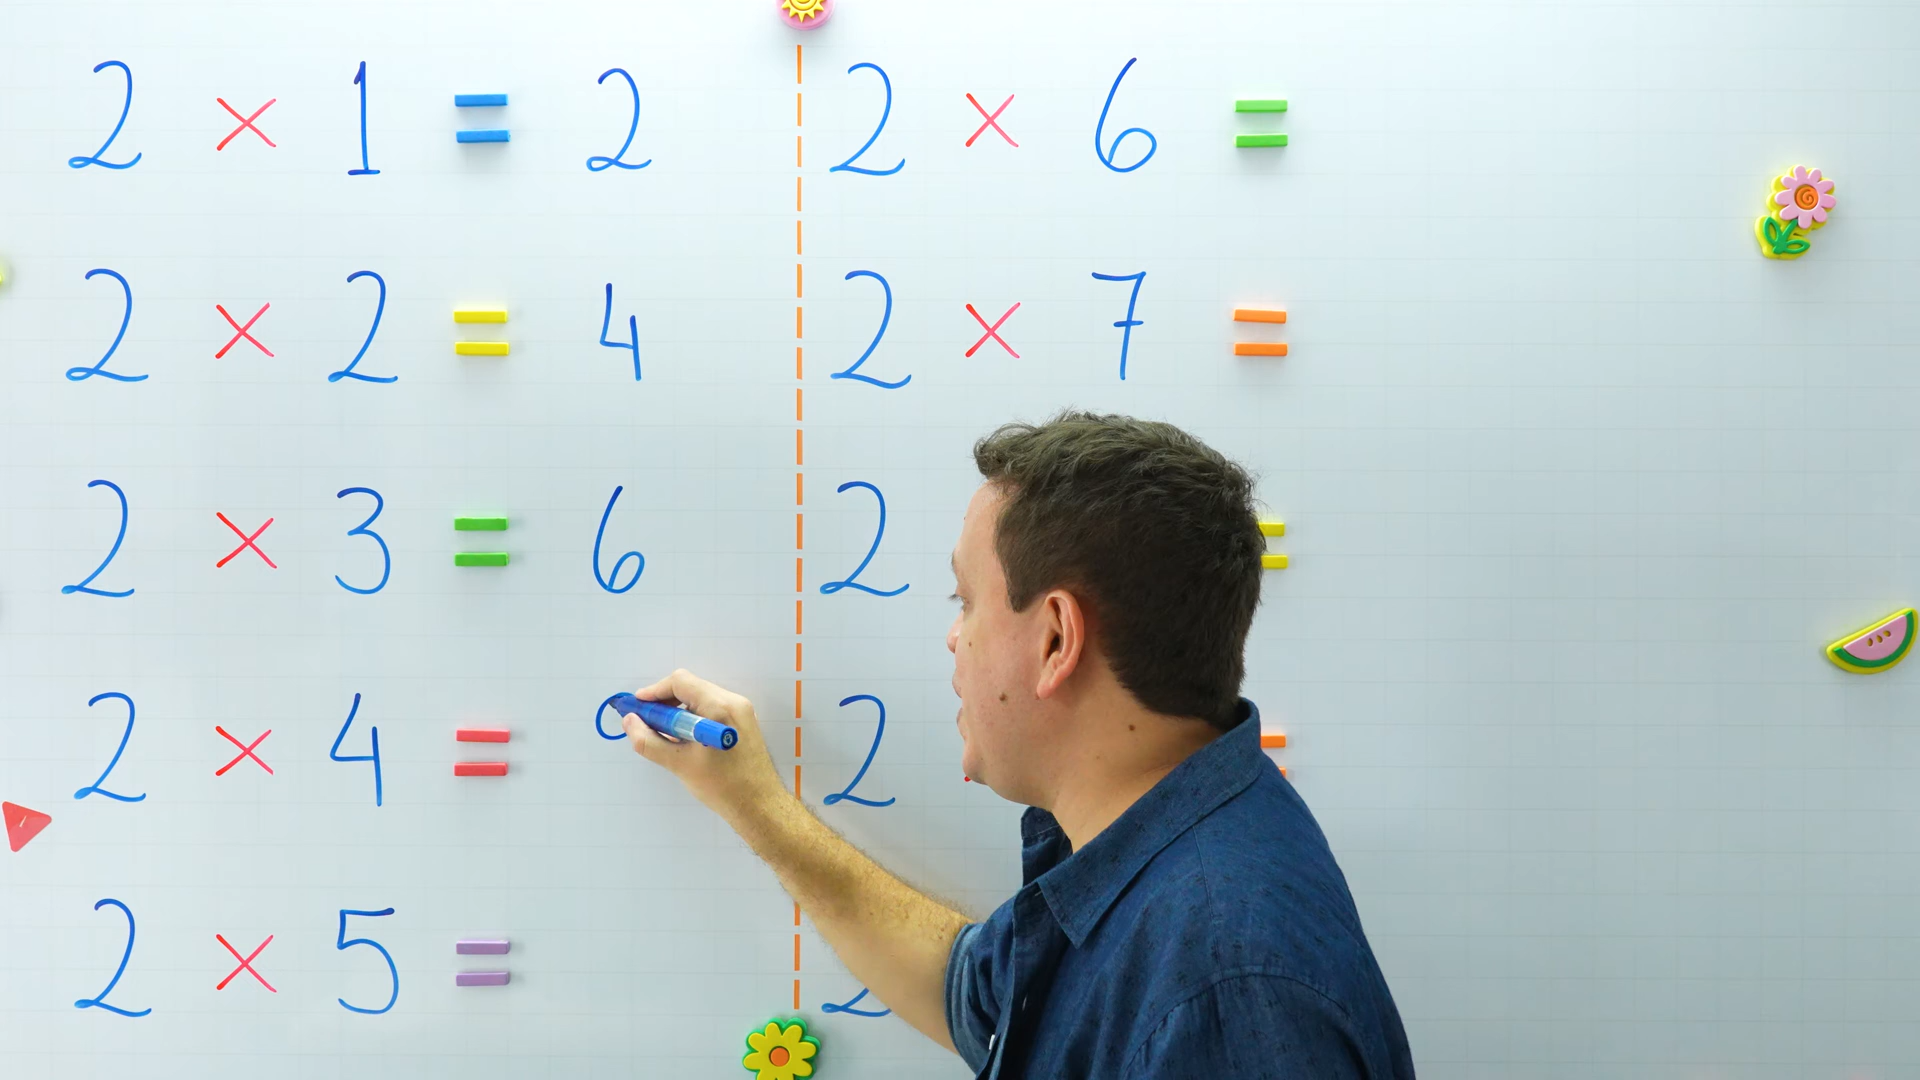 2 × 1 = 2
2 × 2 = 4
2 × 3 = 6
2 × 4 =
2 × 5 =
2 × 6 =
2 × 7 =
2 =
2 =
2